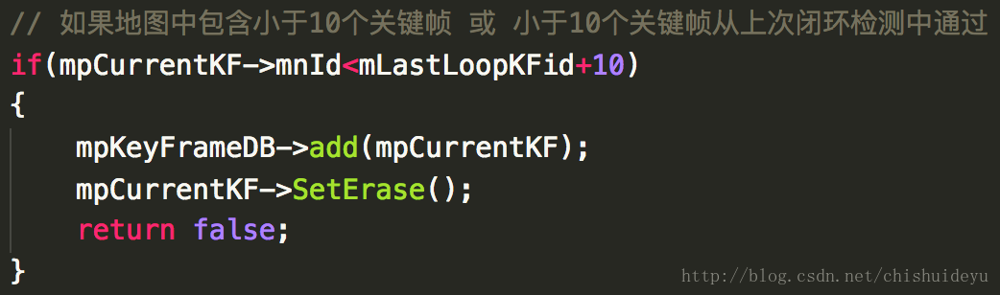 // 如果地图中包含小于10个关键帧 或 小于10个关键帧从上次闭环检测中通过
if(mpCurrentKF->mnId<mLastLoopKFid+10)
{
    mpKeyFrameDB->add(mpCurrentKF);
    mpCurrentKF->SetErase();
    return false;
}
http://blog.csdn.net/chishuideyu